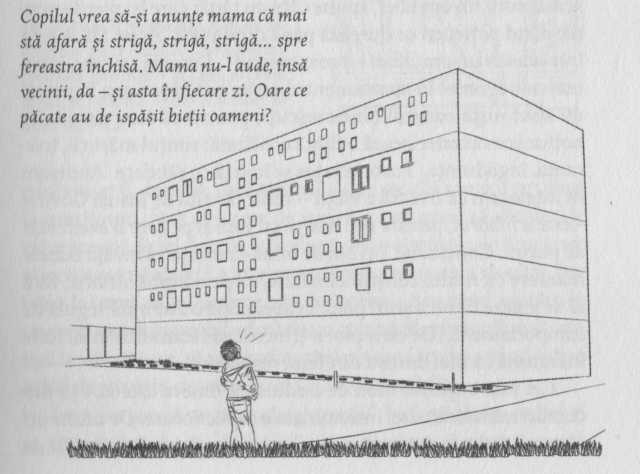 Copilul vrea să-și anunțe mama că mai
stă afară și strigă, strigă, strigă... spre
fereastra închisă. Mama nu-l aude, însă
vecinii, da – și asta în fiecare zi. Oare ce
păcate au de ispășit bieții oameni?